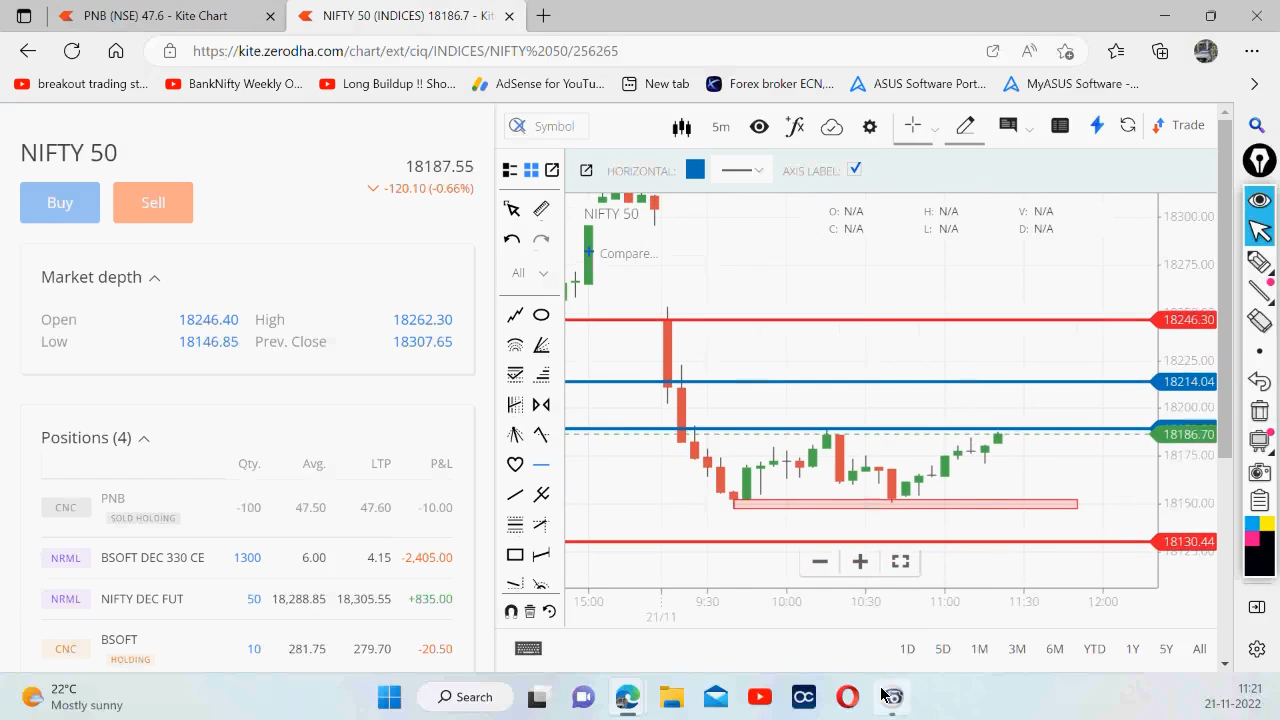 PNB (NSE) 47.6 - Kite Chart
NIFTY 50 (INDICES) 18186.7 - Kit
https://kite.zerodha.com/chart/ext/ciq/INDICES/NIFTY%2050/256265
breakout trading st...
BankNifty Weekly O...
Long Buildup !! Sho...
AdSense for YouTu...
New tab
Forex broker ECN,...
ASUS Software Port...
MyASUS Software -...
NIFTY 50
18187.55
-120.10 (-0.66%)
Buy
Sell
Market depth
Open 18246.40 High 18262.30
Low 18146.85 Prev. Close 18307.65
Positions (4)
Qty. Avg. LTP P&L
CNC PNB -100 47.50 47.60 -10.00
SOLD HOLDING
NRML BSOFT DEC 330 CE 1300 6.00 4.15 -2,405.00
NRML NIFTY DEC FUT 50 18,288.85 18,305.55 +835.00
CNC BSOFT 10 281.75 279.70 -20.50
HOLDING
Symbol
5m
Trade
HORIZONTAL:
AXIS LABEL:
All
NIFTY 50
Compare...
O: N/A H: N/A V: N/A
C: N/A L: N/A D: N/A
18300.00
18275.00
18246.30
18225.00
18214.04
18200.00
18186.70
18175.00
18150.00
18130.44
15:00 9:30 10:00 10:30 11:00 11:30 12:00
21/11
1D 5D 1M 3M 6M YTD 1Y 5Y All
22°C
Mostly sunny
Search
11:21
21-11-2022